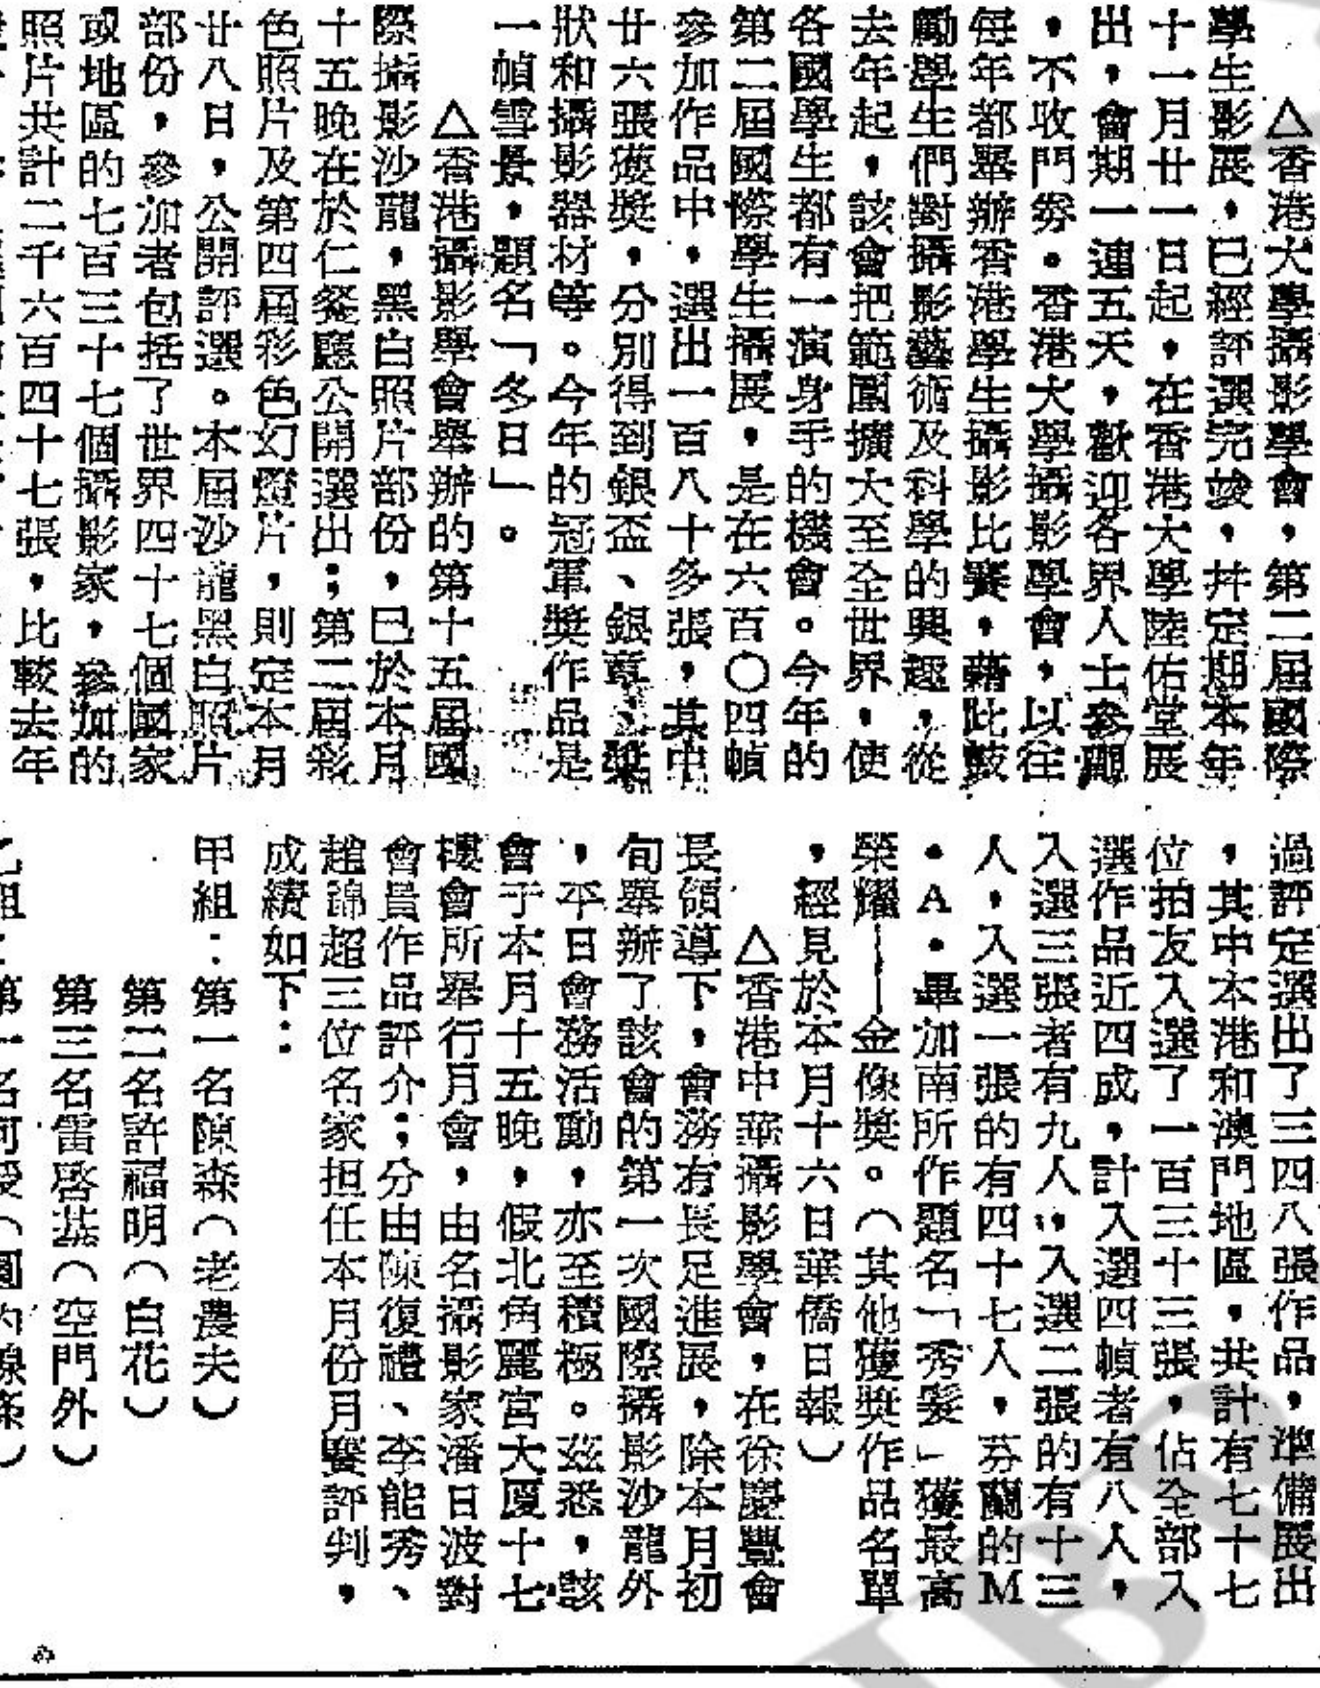 △香港大學攝影學會，第二屆國際
學生影展，已經評選完竣，幷定期本年
十一月廿一日起，在香港大學陸佑堂展
出，會期一連五天，歡迎各界人士參觀
，不收門劵。香港大學攝影學會，以往
每年都舉辦香港學生攝影比賽，藉此鼓
勵學生們對攝影藝術及科學的興趣，從
去年起，該會把範圍擴大至全世界，使
各國學生都有一演身手的機會。今年的
第二屆國際學生攝展，是在六百〇四幀
參加作品中，選出一百八十多張，其中
廿六張獲獎，分別得到銀盃、銀章、獎
狀和攝影器材等。今年的冠軍獎作品是
一幀雪景，題名「冬日」。
△香港攝影學會舉辦的第十五屆國
際攝影沙龍，黑白照片部份，已於本月
十五晚在於仁餐廳公開選出；第二屆彩
色照片及第四屆彩色幻燈片，則定本月
廿八日，公開評選。本屆沙龍黑白照片
部份，參加者包括了世界四十七個國家
或地區的七百三十七個攝影家，參加的
照片共計二千六百四十七張，比較去年
過評定選出了三四八張作品，準備展出
，其中本港和澳門地區，共計有七十七
位拍友入選了一百三十三張，佔全部入
選作品近四成，計入選四幀者有八人，
入選三張者有九人，入選二張的有十三
人，入選一張的有四十七人，芬蘭的M
．A．畢加南所作題名「秀髮」獲最高
榮耀——金像獎。（其他獲獎作品名單
，經見於本月十六日華僑日報）
△香港中華攝影學會，在徐慶豐會
長領導下，會務有長足進展，除本月初
旬舉辦了該會的第一次國際攝影沙龍外
，平日會務活動，亦至積極。茲悉，該
會于本月十五晚，假北角麗宮大厦十七
樓會所舉行月會，由名攝影家潘日波對
會員作品評介；分由陳復禮、李能秀、
趙錦超三位名家担任本月份月賽評判，
成績如下：
甲組：第一名陳森（老農夫）
第二名許福明（白花）
第三名雷啓基（空門外）